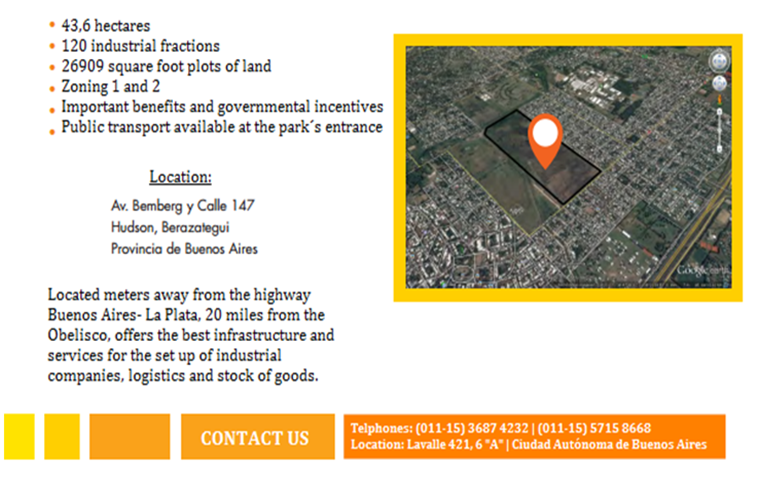 • 43,6 hectares
• 120 industrial fractions
• 26909 square foot plots of land
• Zoning 1 and 2
• Important benefits and governmental incentives
• Public transport available at the park´s entrance
Location:
Av. Bemberg y Calle 147
Hudson, Berazategui
Provincia de Buenos Aires
Located meters away from the highway
Buenos Aires- La Plata, 20 miles from the
Obelisco, offers the best infrastructure and
services for the set up of industrial
companies, logistics and stock of goods.
Google earth
CONTACT US
Telphones: (011-15) 3687 4232 | (011-15) 5715 8668
Location: Lavalle 421, 6 "A" | Ciudad Autónoma de Buenos Aires